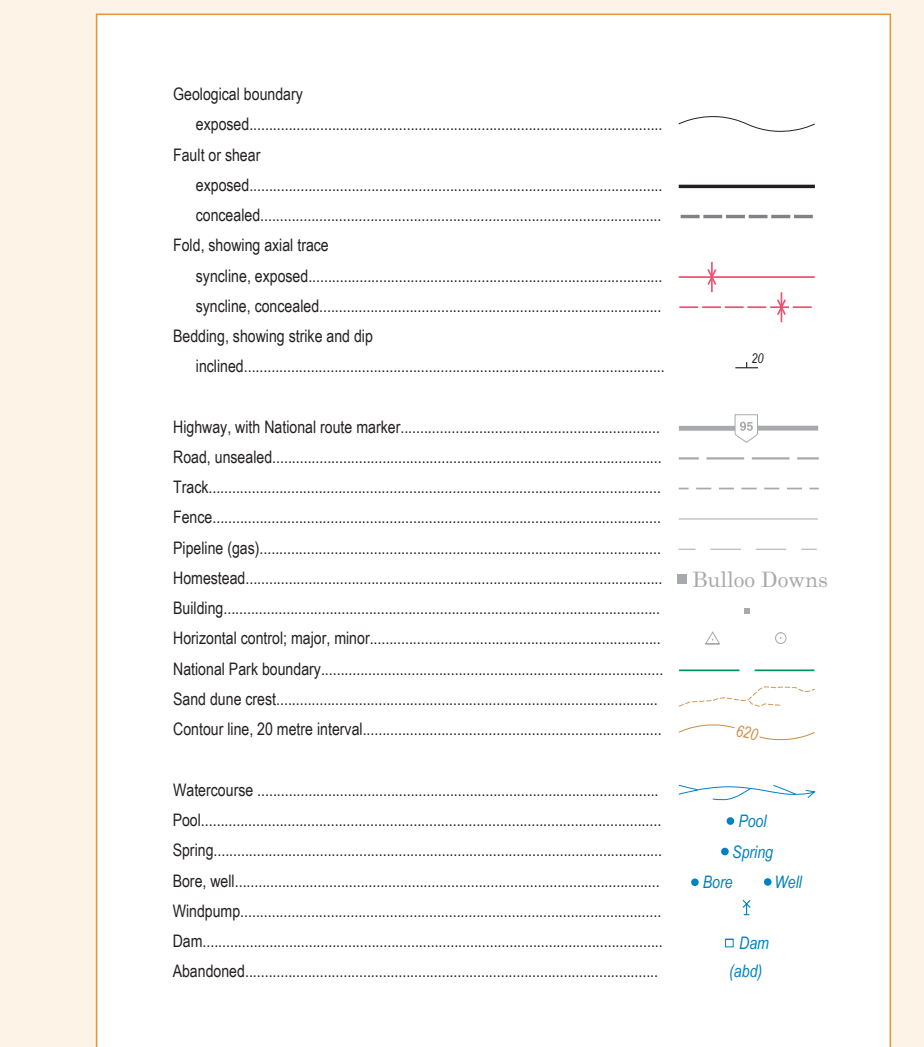 Geological boundary
exposed
Fault or shear
exposed
concealed
Fold, showing axial trace
syncline, exposed
syncline, concealed
Bedding, showing strike and dip
inclined 20
Highway, with National route marker 95
Road, unsealed
Track
Fence
Pipeline (gas)
Homestead Bulloo Downs
Building
Horizontal control; major, minor
National Park boundary
Sand dune crest
Contour line, 20 metre interval 620
Watercourse
Pool Pool
Spring Spring
Bore, well Bore Well
Windpump
Dam Dam
Abandoned (abd)